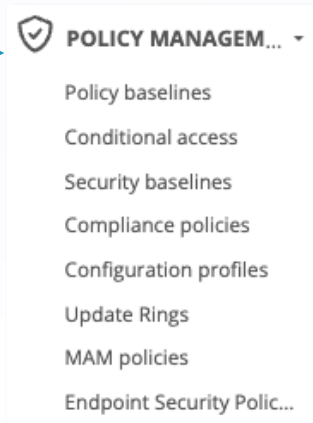 POLICY MANAGEM...
Policy baselines
Conditional access
Security baselines
Compliance policies
Configuration profiles
Update Rings
MAM policies
Endpoint Security Polic...